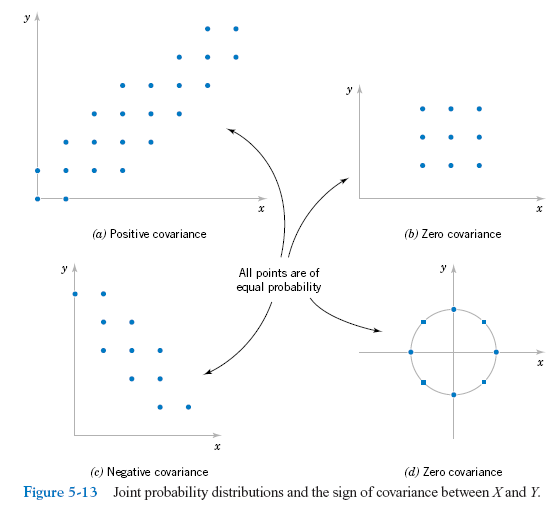 y
x
(a) Positive covariance
y
x
(b) Zero covariance
All points are of
equal probability
y
x
(c) Negative covariance
y
x
(d) Zero covariance
Figure 5-13 Joint probability distributions and the sign of covariance between X and Y.